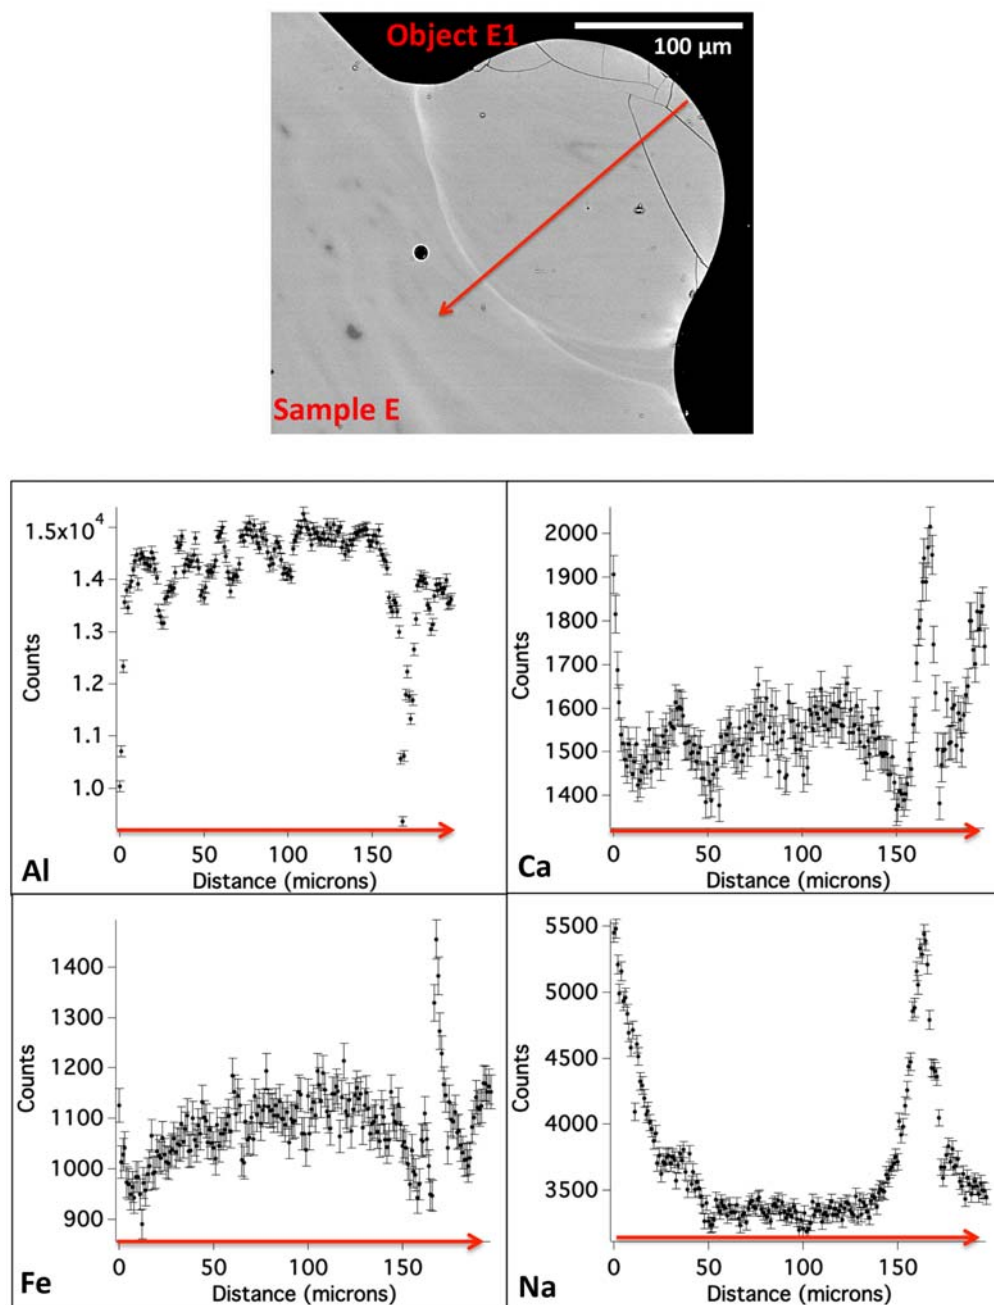 Object E1
100 µm
Sample E
1.5x10⁴
1.4
1.3
1.2
1.1
1.0
Counts
0 50 100 150
Distance (microns)
Al
2000
1900
1800
1700
1600
1500
1400
Counts
0 50 100 150
Distance (microns)
Ca
1400
1300
1200
1100
1000
900
Counts
0 50 100 150
Distance (microns)
Fe
5500
5000
4500
4000
3500
Counts
0 50 100 150
Distance (microns)
Na